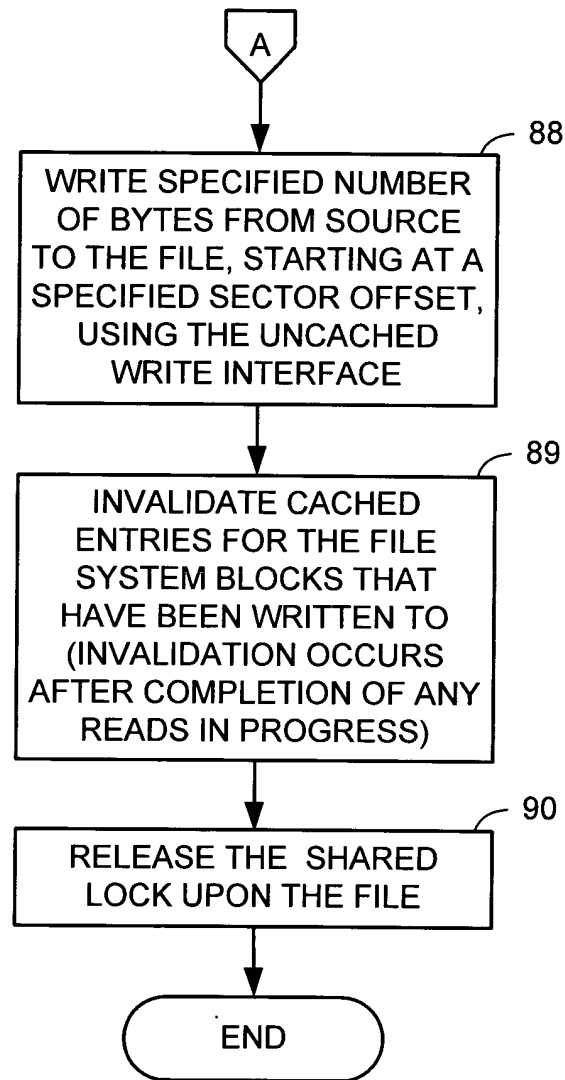 A
88
WRITE SPECIFIED NUMBER
OF BYTES FROM SOURCE
TO THE FILE, STARTING AT A
SPECIFIED SECTOR OFFSET,
USING THE UNCACHED
WRITE INTERFACE
89
INVALIDATE CACHED
ENTRIES FOR THE FILE
SYSTEM BLOCKS THAT
HAVE BEEN WRITTEN TO
(INVALIDATION OCCURS
AFTER COMPLETION OF ANY
READS IN PROGRESS)
90
RELEASE THE SHARED
LOCK UPON THE FILE
END